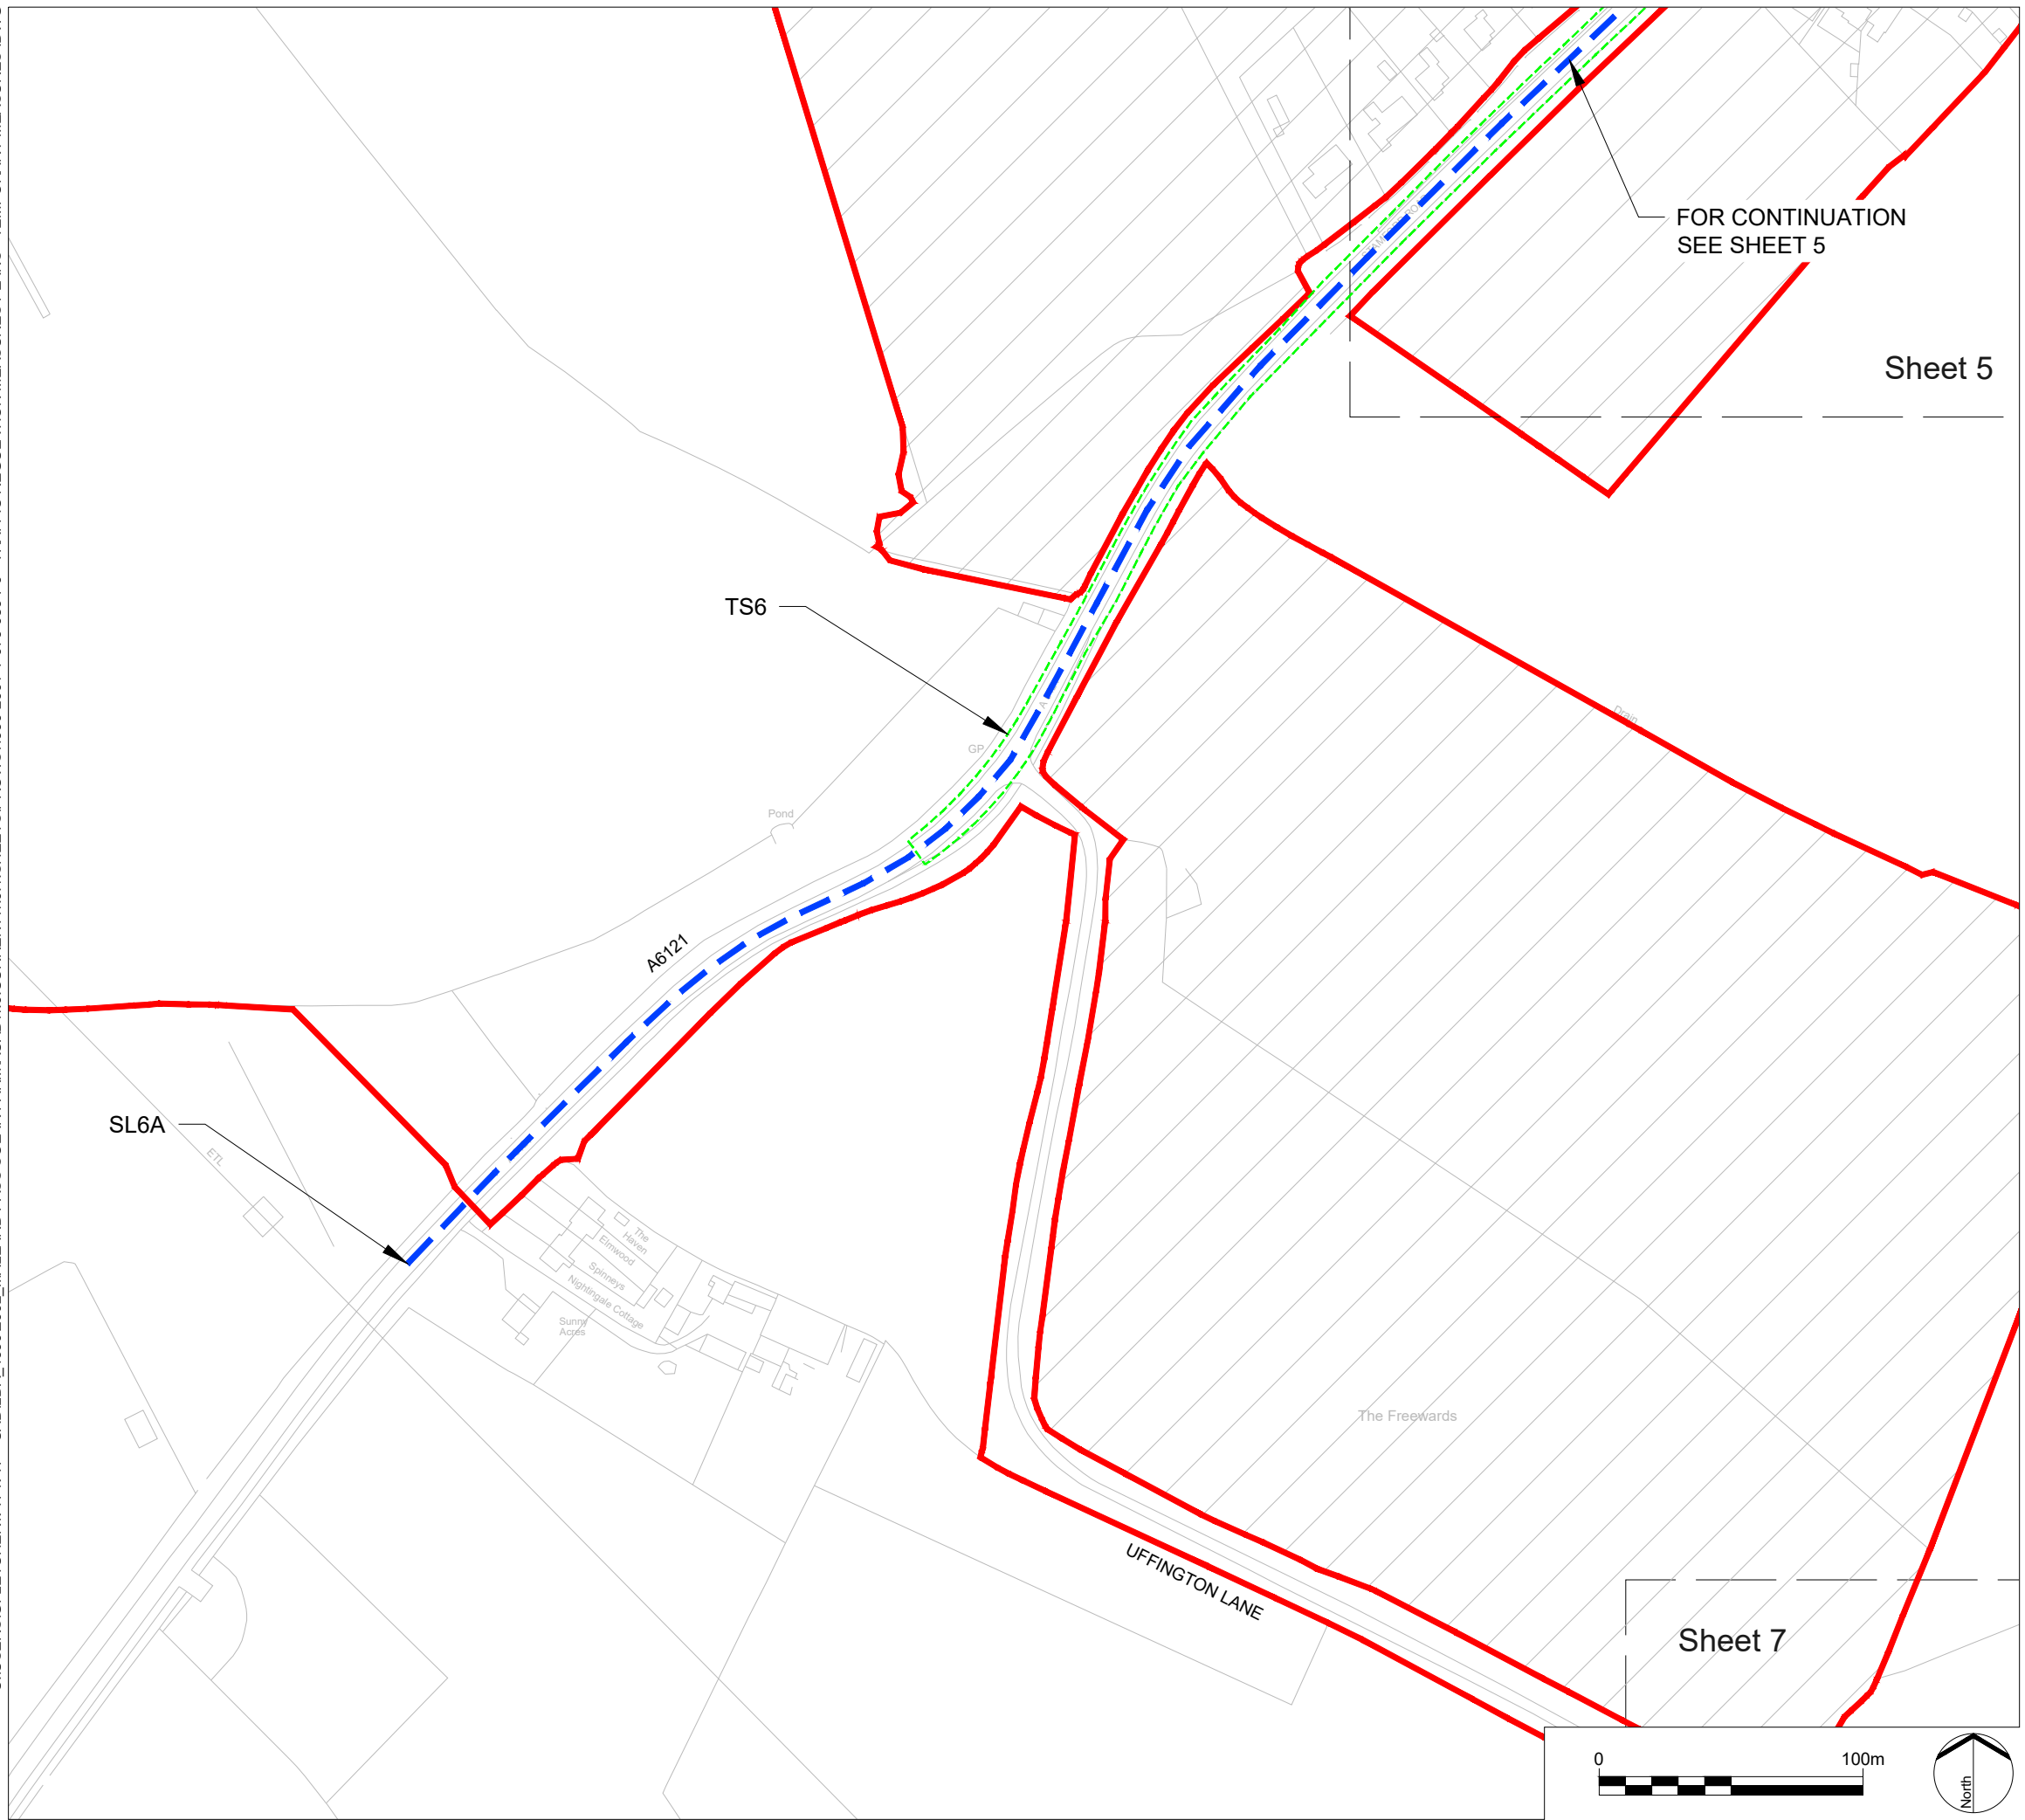 FOR CONTINUATION
SEE SHEET 5
Sheet 5
TS6
A
GP
Drain
Pond
A6121
SL6A
ETL
The
Haven
Elmwood
Spinneys
Nightingale Cottage
Sunny
Acres
The Freewards
UFFINGTON LANE
Sheet 7
0
100m
North